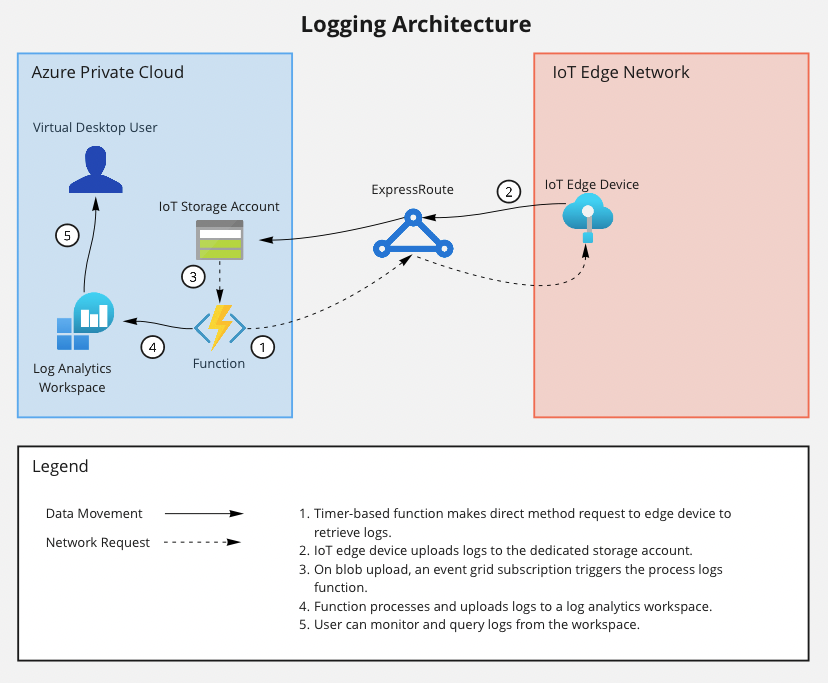 Logging Architecture
Azure Private Cloud
IoT Edge Network
Virtual Desktop User
IoT Edge Device
ExpressRoute
2
IoT Storage Account
5
3
4
1
Function
Log Analytics
Workspace
Legend
Data Movement
Network Request
1. Timer-based function makes direct method request to edge device to
retrieve logs.
2. IoT edge device uploads logs to the dedicated storage account.
3. On blob upload, an event grid subscription triggers the process logs
function.
4. Function processes and uploads logs to a log analytics workspace.
5. User can monitor and query logs from the workspace.